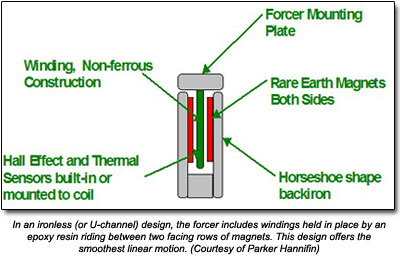 Forcer Mounting
Plate
Winding, Non-ferrous
Construction
Rare Earth Magnets
Both Sides
Hall Effect and Thermal
Sensors built-in or
mounted to coil
Horseshoe shape
backiron
In an ironless (or U-channel) design, the forcer includes windings held in place by an
epoxy resin riding between two facing rows of magnets. This design offers the
smoothest linear motion. (Courtesy of Parker Hannifin)